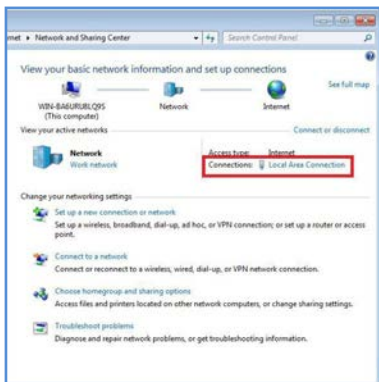 rnet ▸ Network and Sharing Center
Search Control Panel
View your basic network information and set up connections
See full map
WIN-BA6URU8LQ9S
(This computer)
Network
Internet
View your active networks
Connect or disconnect
Network
Work network
Access type: Internet
Connections: Local Area Connection
Change your networking settings
Set up a new connection or network
Set up a wireless, broadband, dial-up, ad hoc, or VPN connection; or set up a router or access
point.
Connect to a network
Connect or reconnect to a wireless, wired, dial-up, or VPN network connection.
Choose homegroup and sharing options
Access files and printers located on other network computers, or change sharing settings.
Troubleshoot problems
Diagnose and repair network problems, or get troubleshooting information.